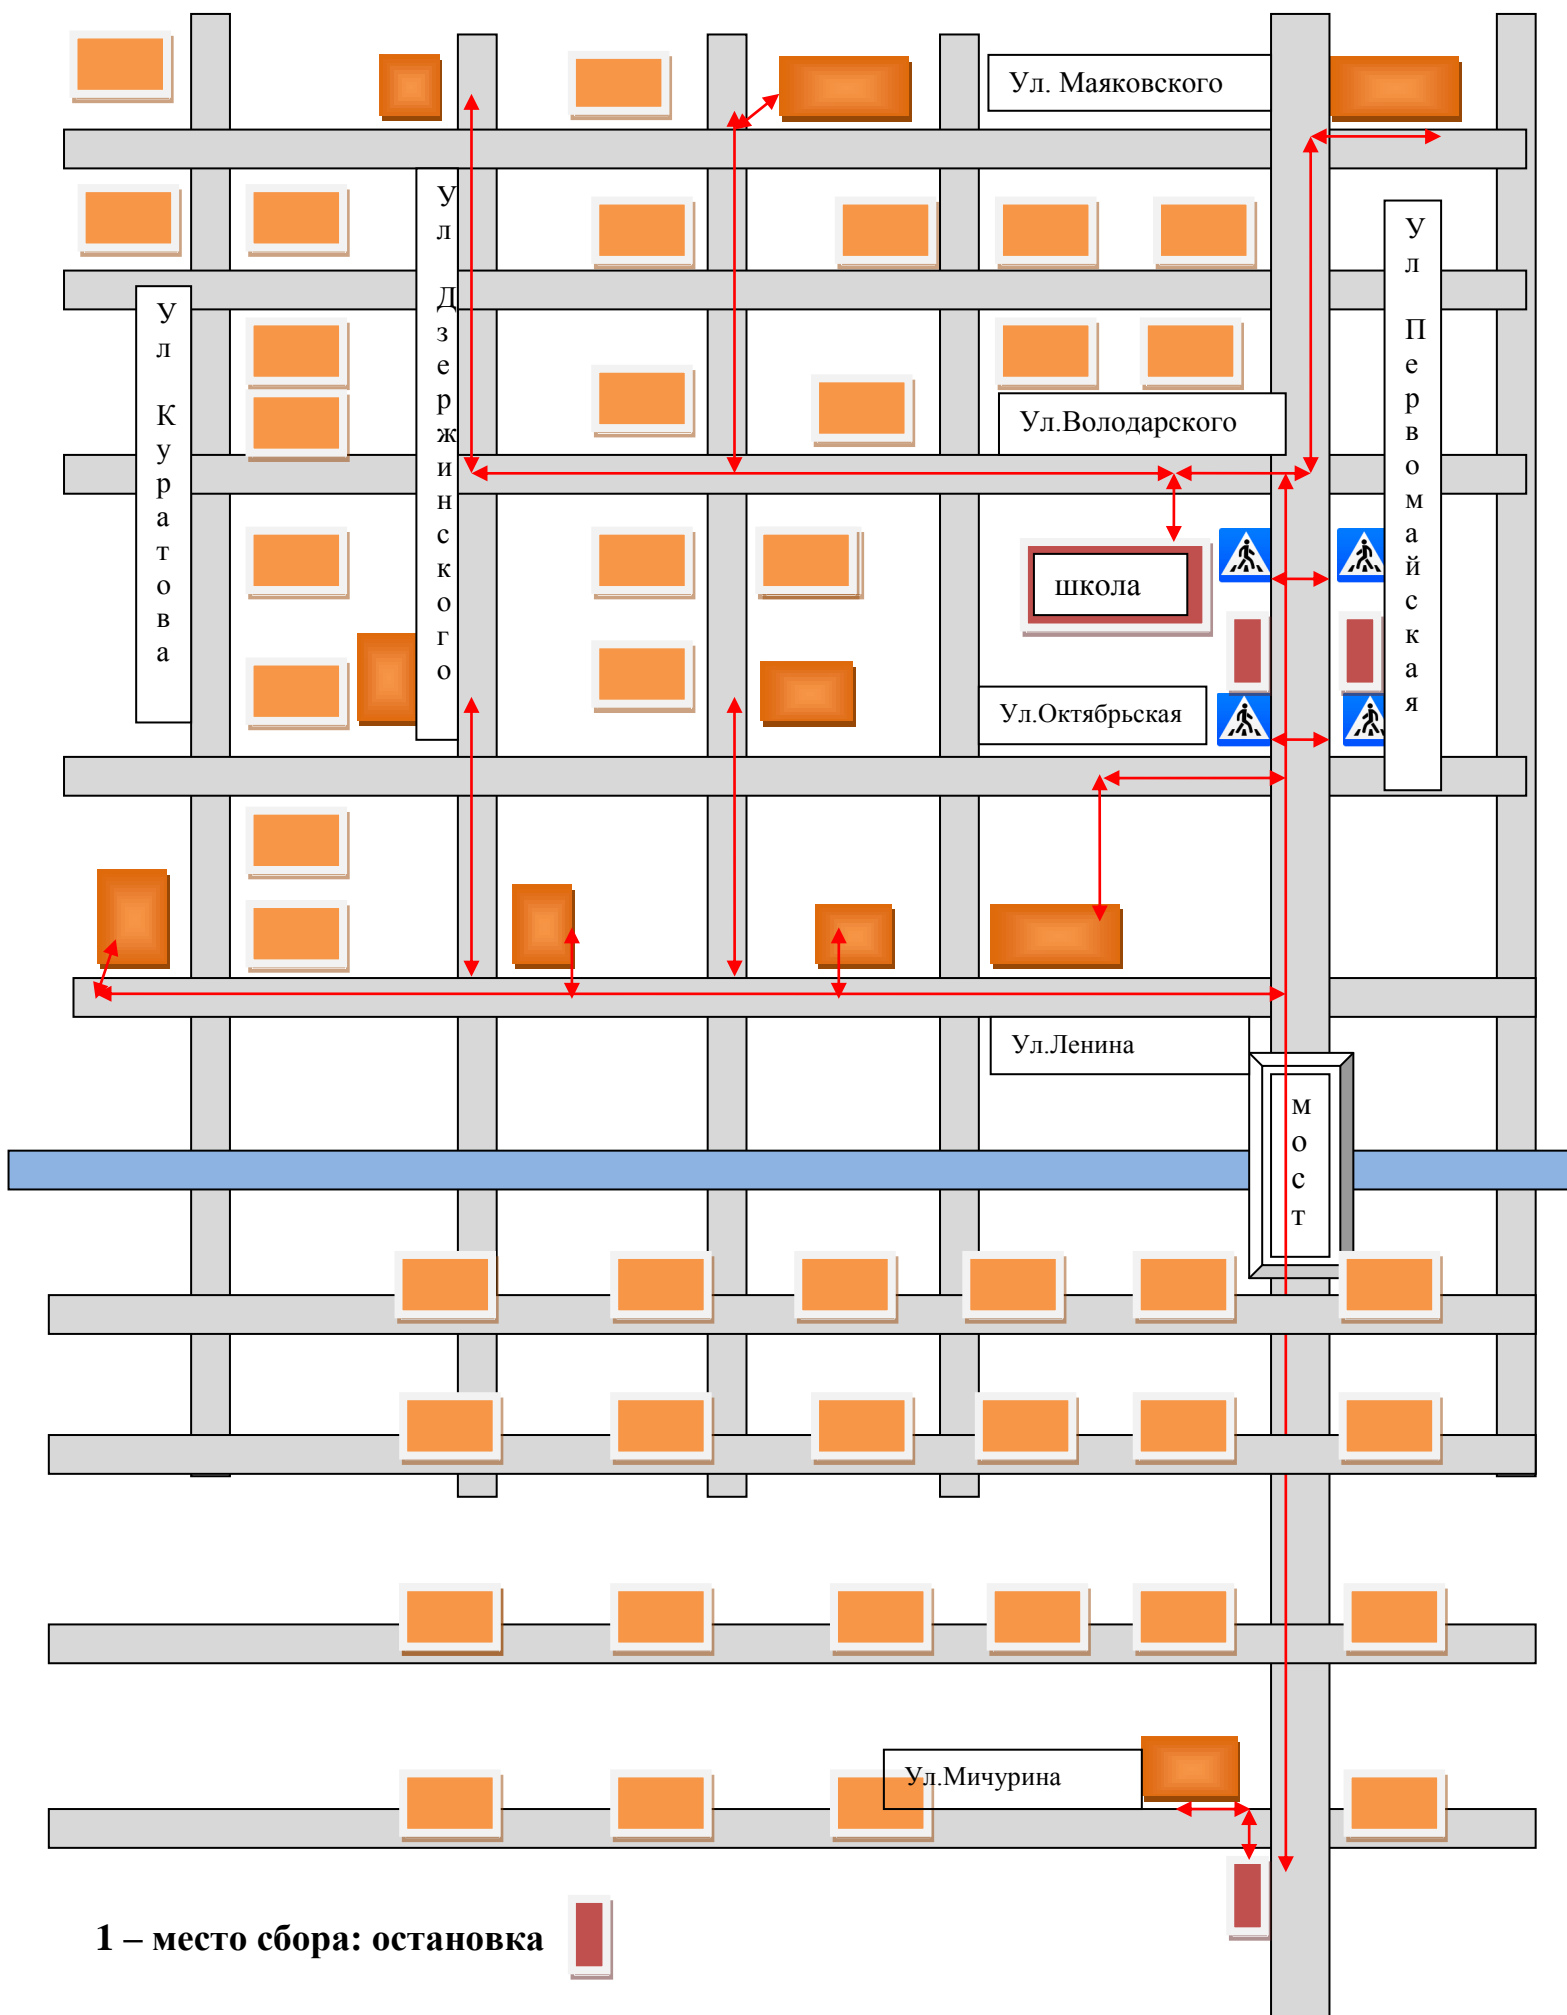 Ул. Маяковского
Ул Дзержинского
Ул Первомайская
Ул Куратова
Ул.Володарского
школа
Ул.Октябрьская
Ул.Ленина
мост
Ул.Мичурина
1 – место сбора: остановка